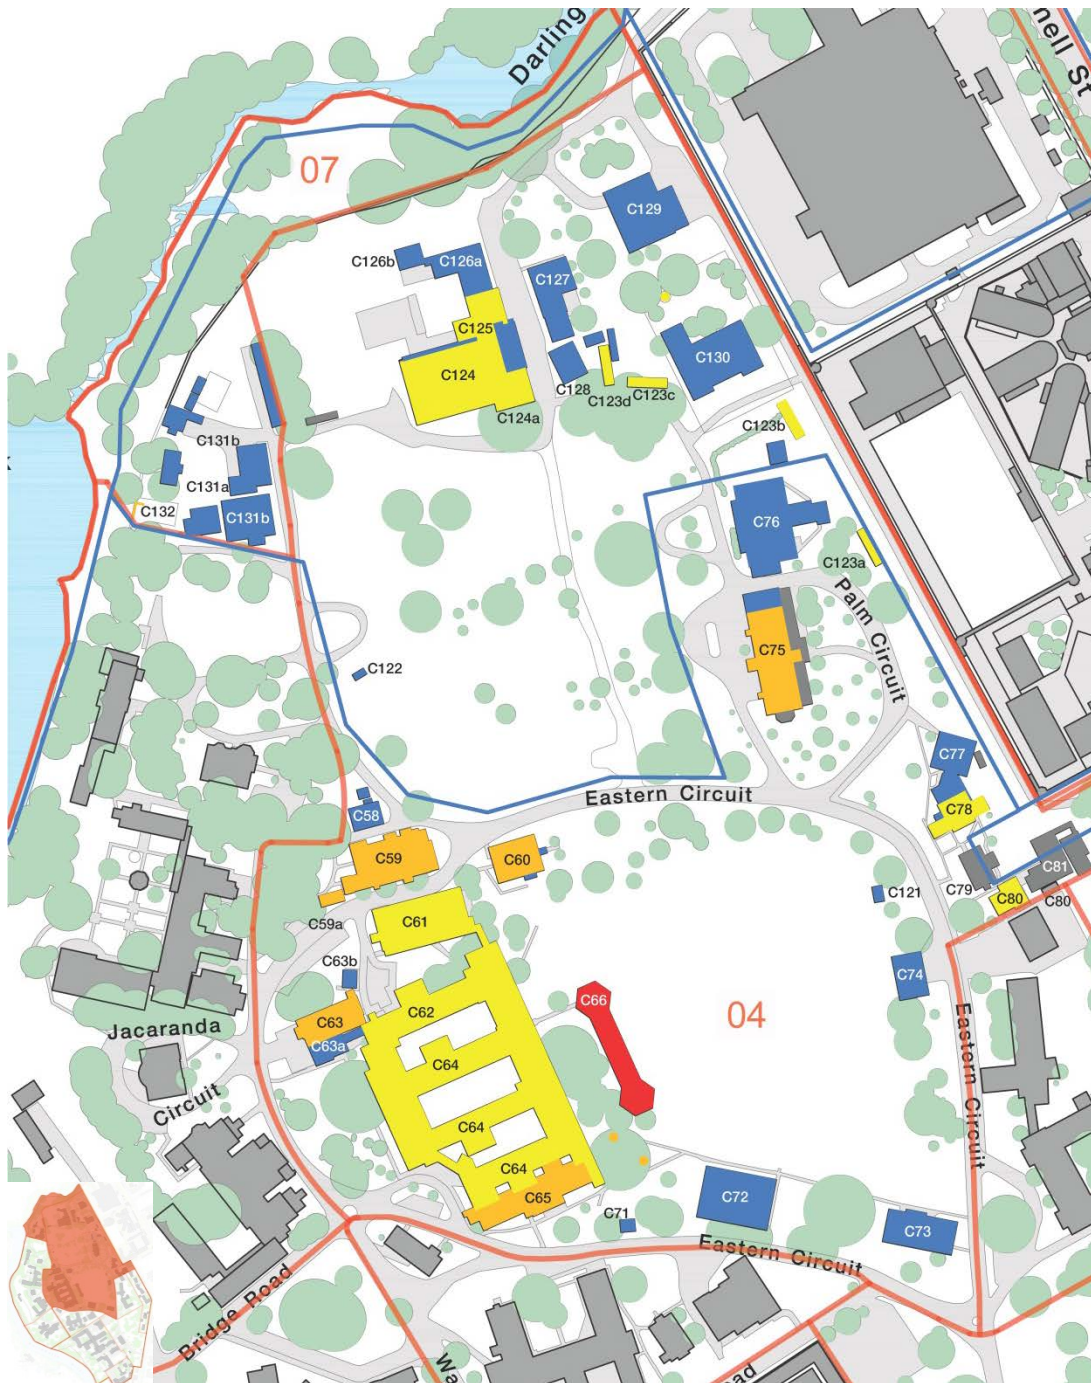 Darling
nell St
07
C129
C126b
C126a
C127
C125
C130
C124
C128
C123c
C123d
C124a
C123b
C131b
C131a
C132
C131b
C76
C123a
Palm Circuit
C75
C122
C77
Eastern Circuit
C78
C58
C59
C60
C81
C79
C121
C80
C80
C59a
C61
C63b
C74
C66
C62
04
C63
Jacaranda
C63a
C64
Eastern Circuit
Circuit
C64
C64
C65
C72
C71
C73
Eastern Circuit
Bridge Road
Wa
oad